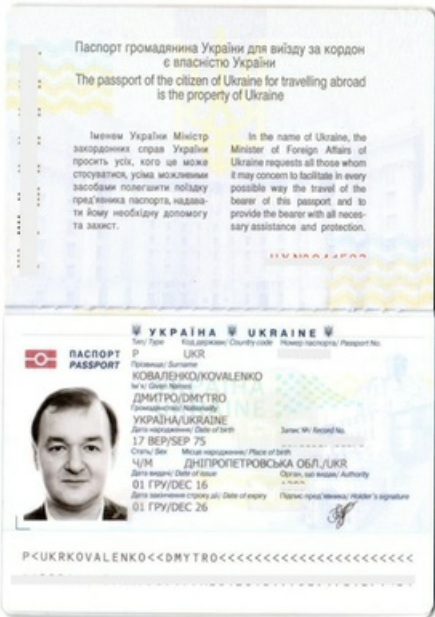 Паспорт громадянина України для виїзду за кордон
є власністю України
The passport of the citizen of Ukraine for travelling abroad
is the property of Ukraine
Іменем України Міністр
закордонних справ України
просить усіх, кого це може
стосуватися, усіма можливими
засобами полегшити поїздку
пред'явника паспорта, надава-
ти йому необхідну допомогу
та захист.
In the name of Ukraine, the
Minister of Foreign Affairs of
Ukraine requests all those whom
it may concern to facilitate in every
possible way the travel of the
bearer of this passport and to
provide the bearer with all neces-
sary assistance and protection.
УКРАЇНА UKRAINE
ПАСПОРТ
PASSPORT
Тип/ Type Код держави/ Country code Номер паспорта/ Passport No.
P UKR
Прізвище/ Surname
КОВАЛЕНКО/KOVALENKO
Ім'я/ Given Names
ДМИТРО/DMYTRO
Громадянство/ Nationality
УКРАЇНА/UKRAINE
Дата народження/ Date of birth Запис №/ Record No.
17 ВЕР/SEP 75
Стать/ Sex Місце народження/ Place of birth
Ч/M ДНІПРОПЕТРОВСЬКА ОБЛ./UKR
Дата видачі/ Date of issue Орган, що видав/ Authority
01 ГРУ/DEC 16
Дата закінчення строку дії/ Date of expiry Підпис пред'явника/ Holder's signature
01 ГРУ/DEC 26
P<UKRKOVALENKO<<DMYTRO<<<<<<<<<<<<<<<<<<<<<<